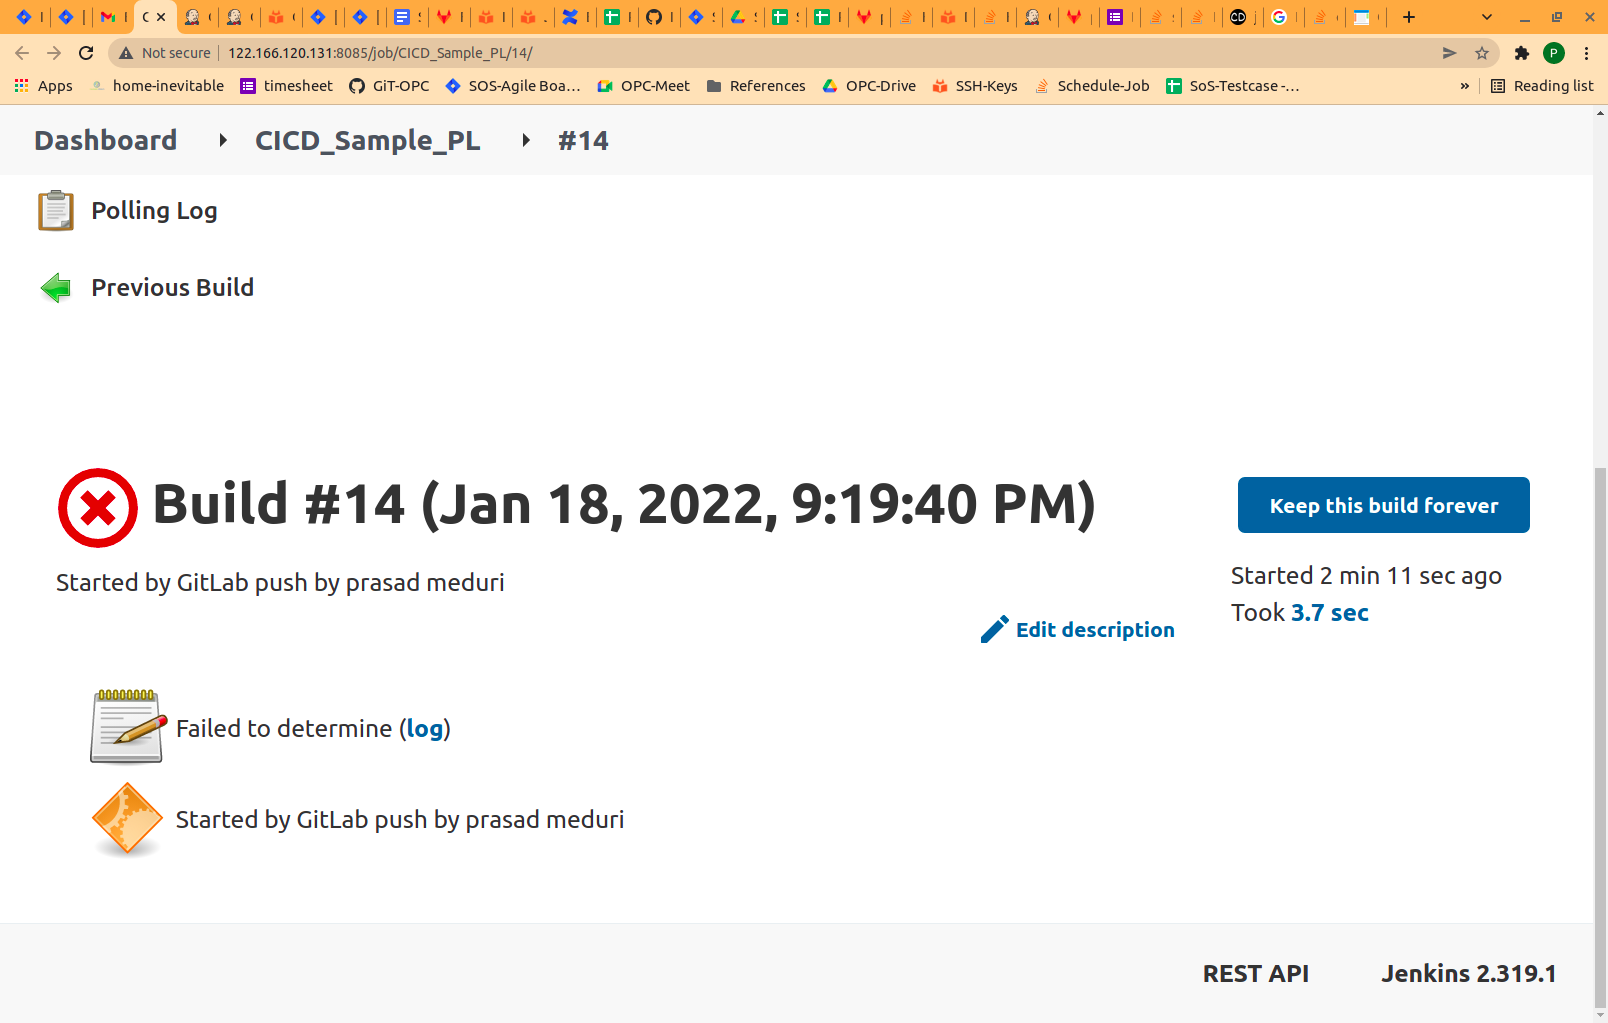 Not secure
122.166.120.131:8085/job/CICD_Sample_PL/14/
P
Apps
home-inevitable
timesheet
GiT-OPC
SOS-Agile Boa...
OPC-Meet
References
OPC-Drive
SSH-Keys
Schedule-Job
SoS-Testcase -...
»
Reading list
Dashboard
CICD_Sample_PL
#14
Polling Log
Previous Build
Build #14 (Jan 18, 2022, 9:19:40 PM)
Keep this build forever
Started by GitLab push by prasad meduri
Started 2 min 11 sec ago
Took 3.7 sec
Edit description
Failed to determine (log)
Started by GitLab push by prasad meduri
REST API
Jenkins 2.319.1